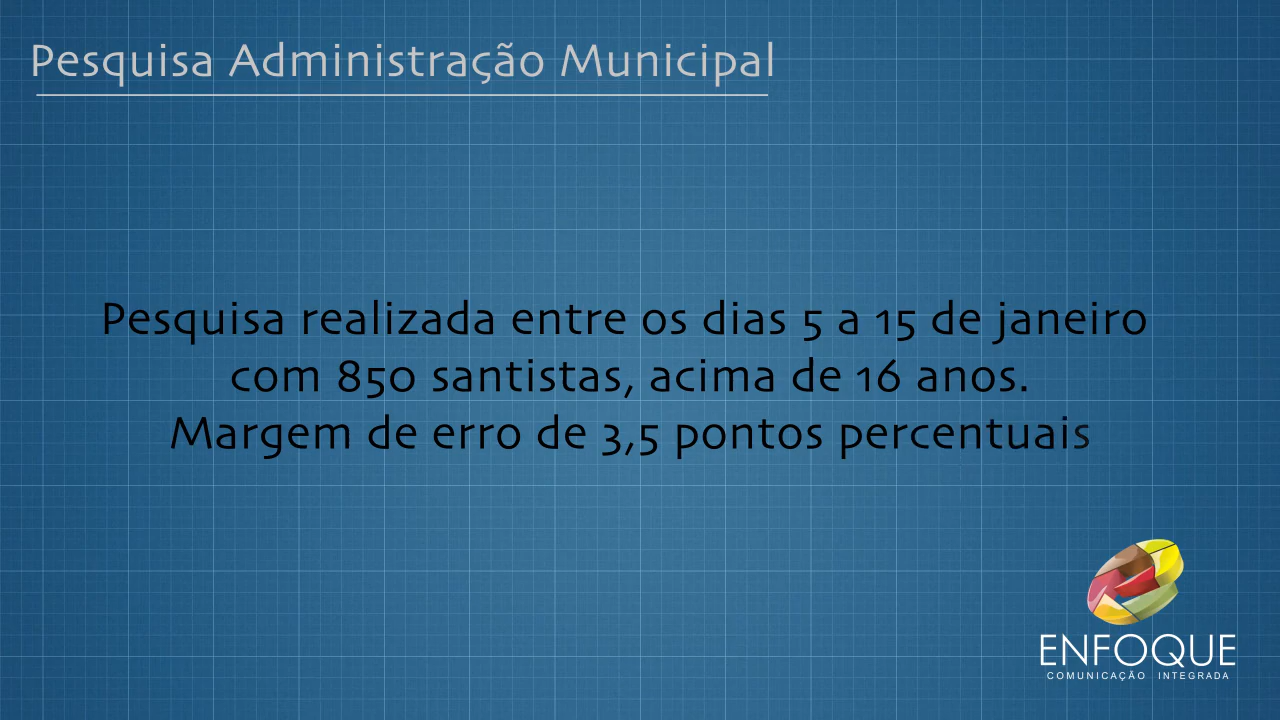 Pesquisa Administração Municipal
Pesquisa realizada entre os dias 5 a 15 de janeiro
com 850 santistas, acima de 16 anos.
Margem de erro de 3,5 pontos percentuais
ENFOQUE
COMUNICAÇÃO INTEGRADA